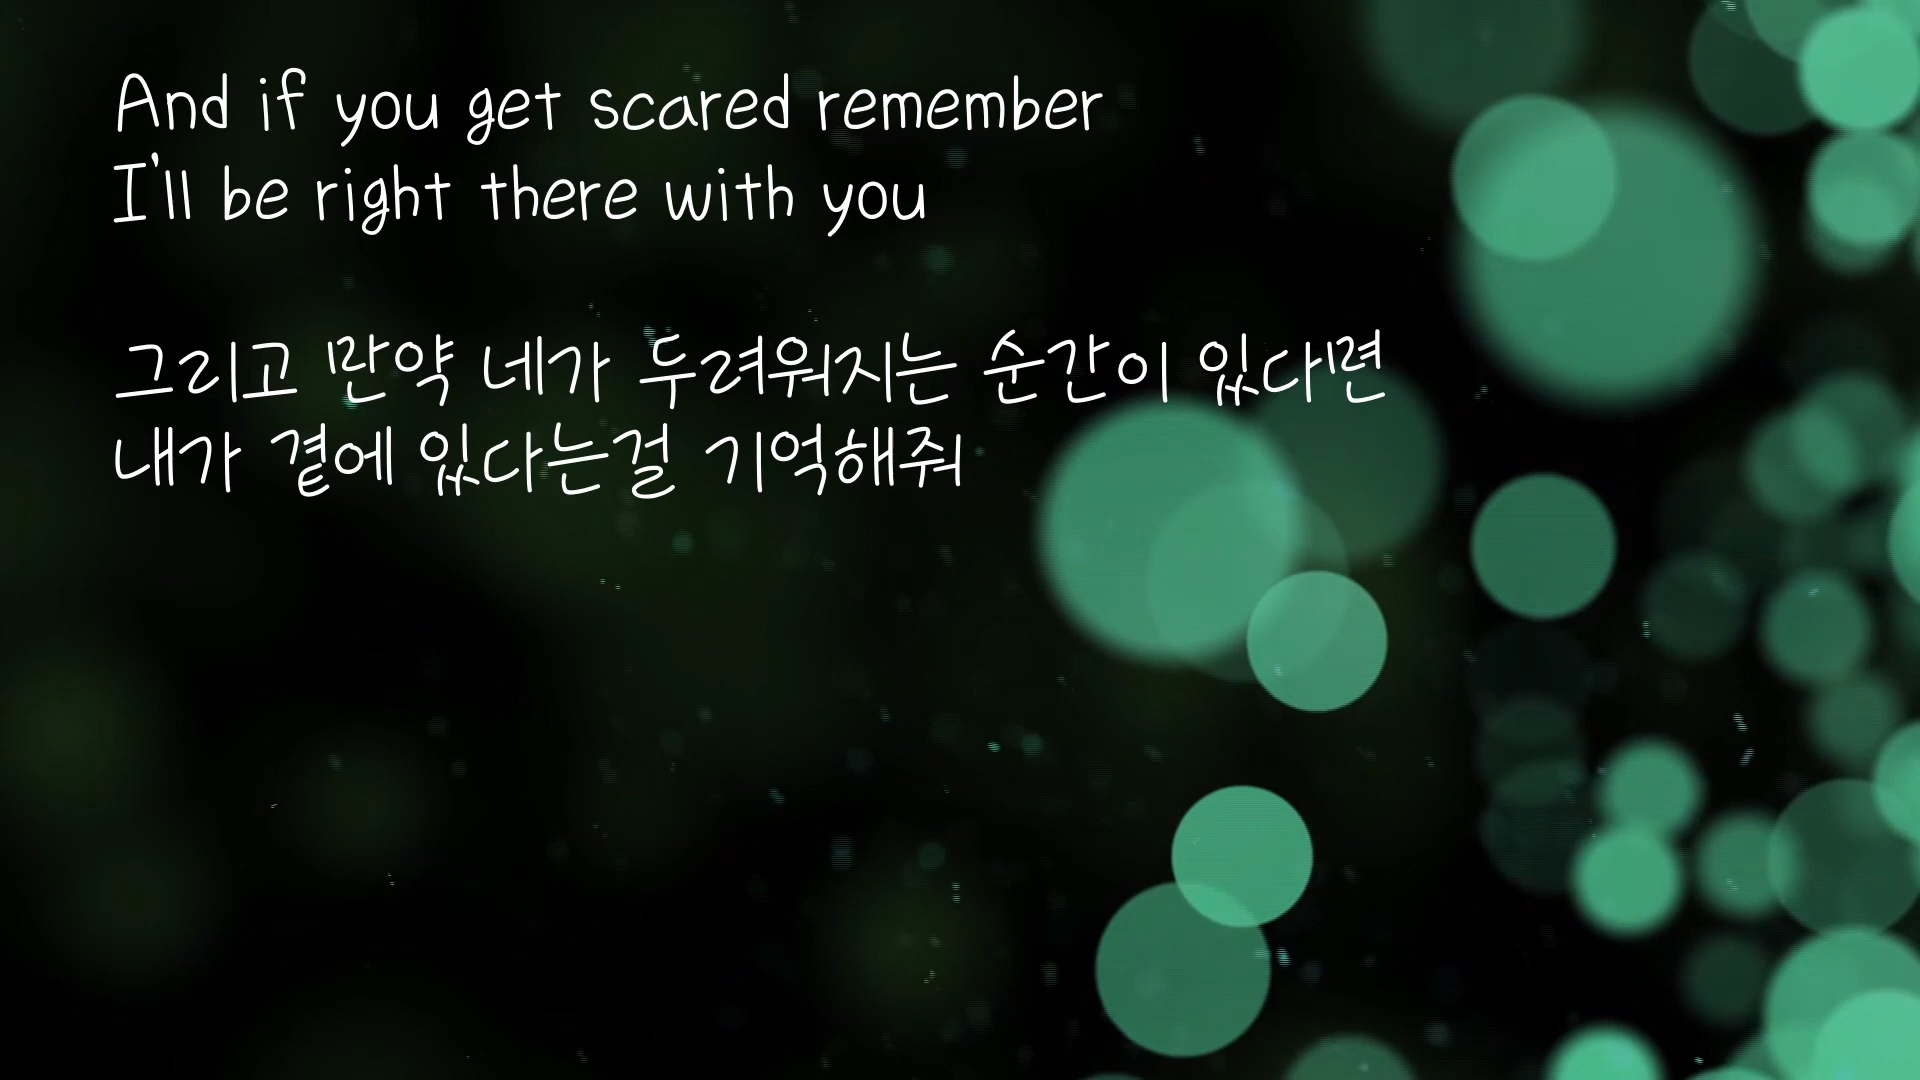 And if you get scared remember
I'll be right there with you
그리고 만약 네가 두려워지는 순간이 있다면
내가 곁에 있다는걸 기억해줘